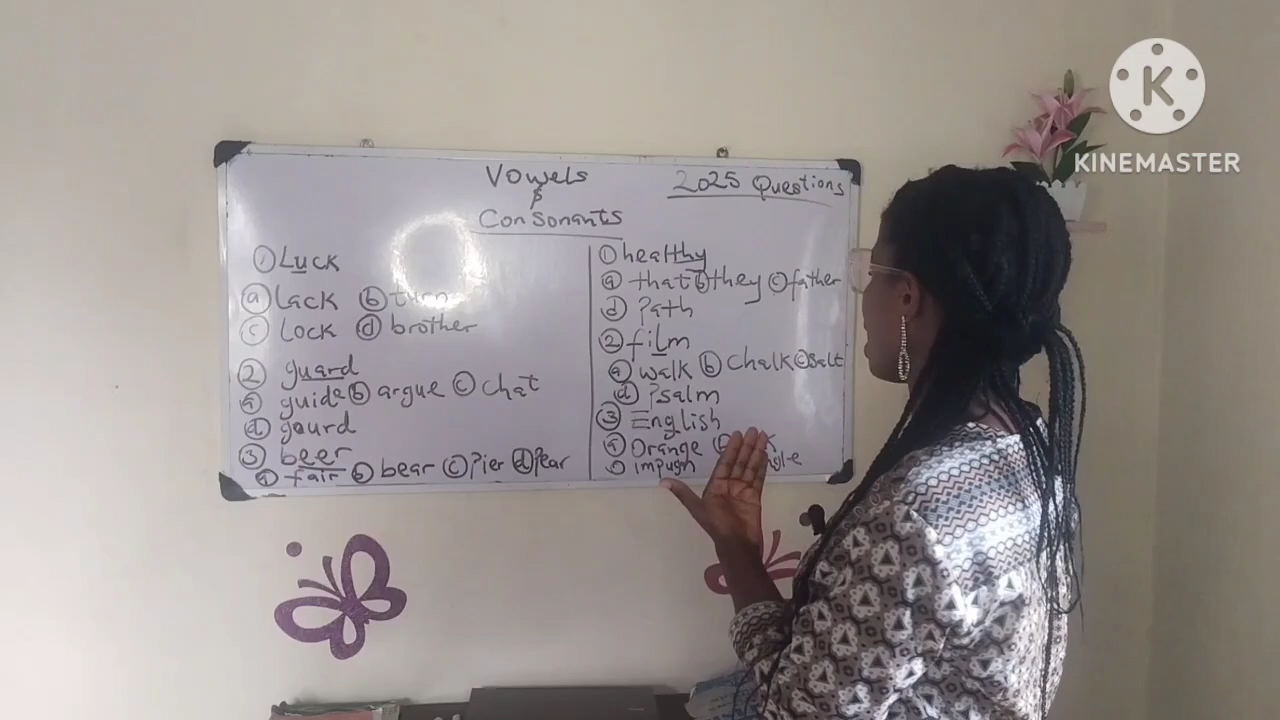 Vowels
&
Consonants
2025 Questions
① Luck
ⓐ lack ⓑ turn
ⓒ lock ⓓ brother
② guard
ⓐ guide ⓑ argue ⓒ chat
ⓓ gourd
③ beer
ⓐ fair ⓑ bear ⓒ Pier ⓓ Pear
① healthy
ⓐ that ⓑ they ⓒ father
ⓓ Path
② film
ⓐ walk ⓑ Chalk ⓒ Salt
ⓓ Psalm
③ English
ⓐ Orange ⓑ
impugn
KINEMASTER